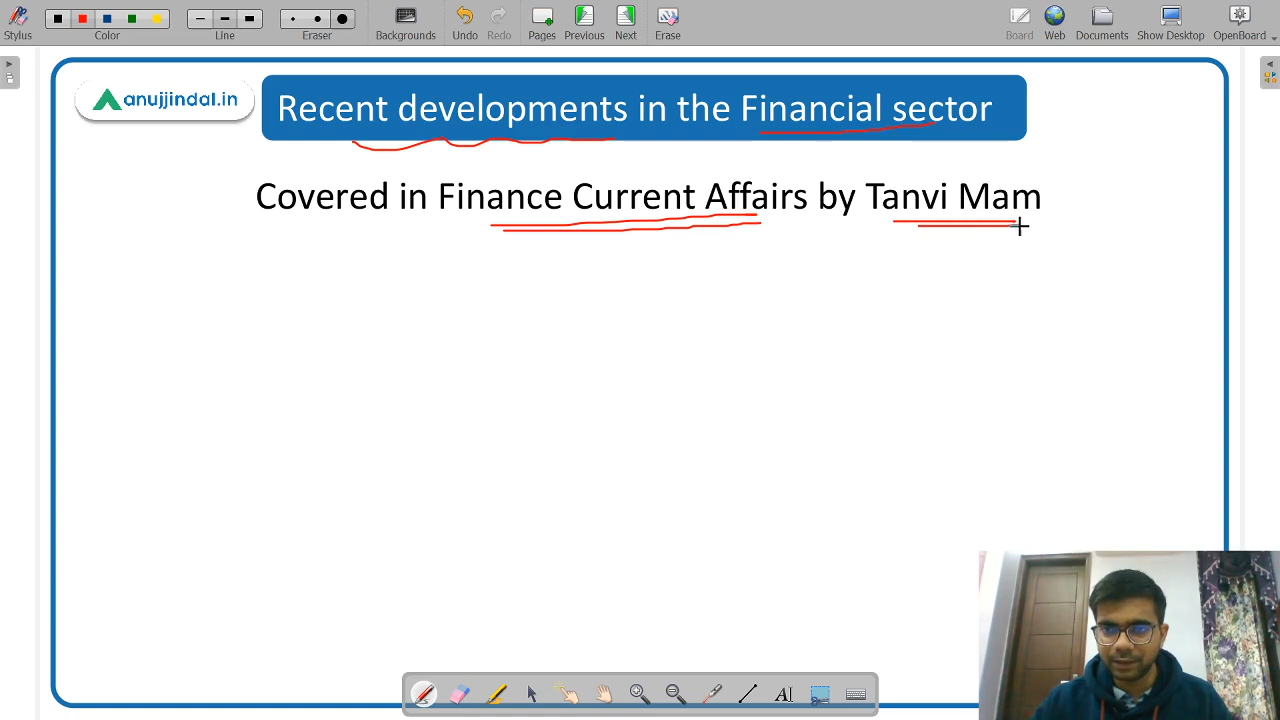 Stylus
Color
Line
Eraser
Backgrounds
Undo
Redo
Pages
Previous
Next
Erase
Board
Web
Documents
Show Desktop
OpenBoard
anujjindal.in
Recent developments in the Financial sector
Covered in Finance Current Affairs by Tanvi Mam